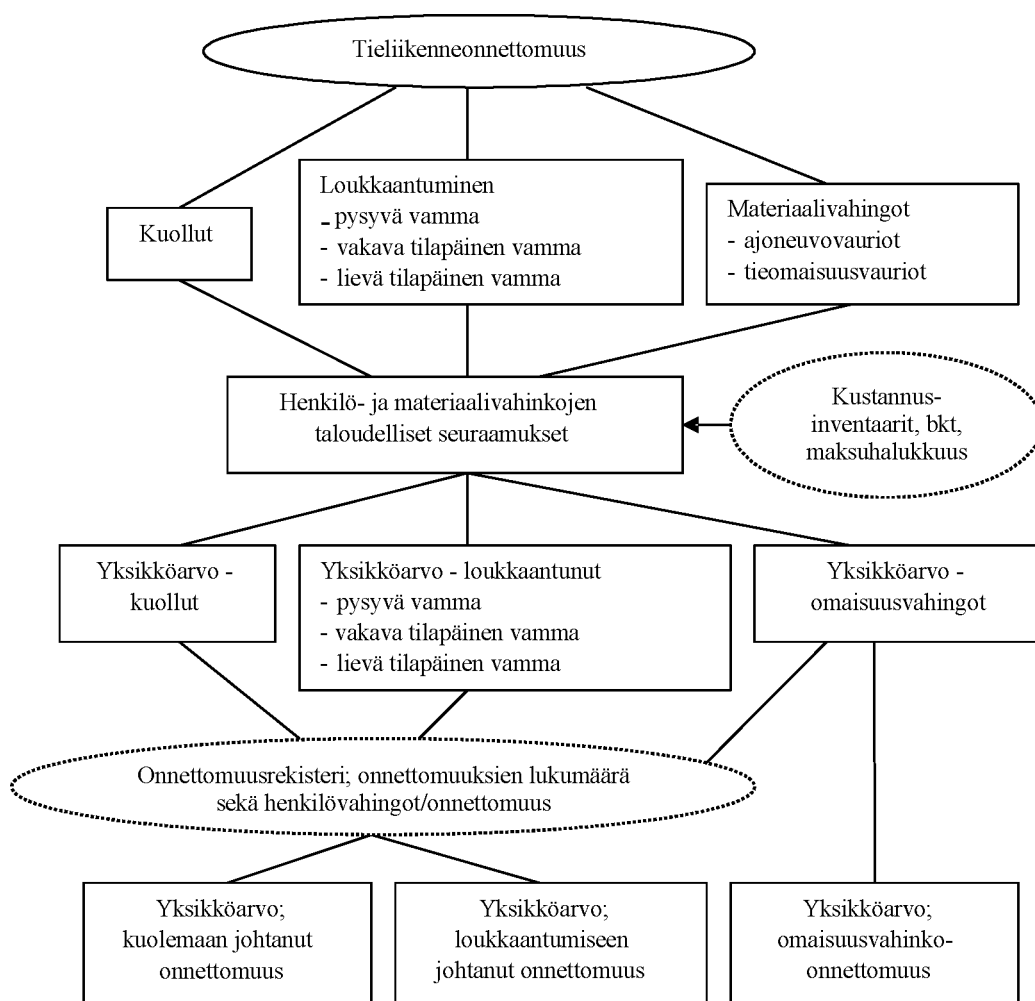 Tieliikenneonnettomuus
Kuollut
Loukkaantuminen
- pysyvä vamma
- vakava tilapäinen vamma
- lievä tilapäinen vamma
Materiaalivahingot
- ajoneuvovauriot
- tieomaisuusvauriot
Henkilö- ja materiaalivahinkojen
taloudelliset seuraamukset
Kustannus-
inventaarit, bkt,
maksuhalukkuus
Yksikköarvo -
kuollut
Yksikköarvo - loukkaantunut
- pysyvä vamma
- vakava tilapäinen vamma
- lievä tilapäinen vamma
Yksikköarvo -
omaisuusvahingot
Onnettomuusrekisteri; onnettomuuksien lukumäärä
sekä henkilövahingot/onnettomuus
Yksikköarvo;
kuolemaan johtanut
onnettomuus
Yksikköarvo;
loukkaantumiseen
johtanut onnettomuus
Yksikköarvo;
omaisuusvahinko-
onnettomuus